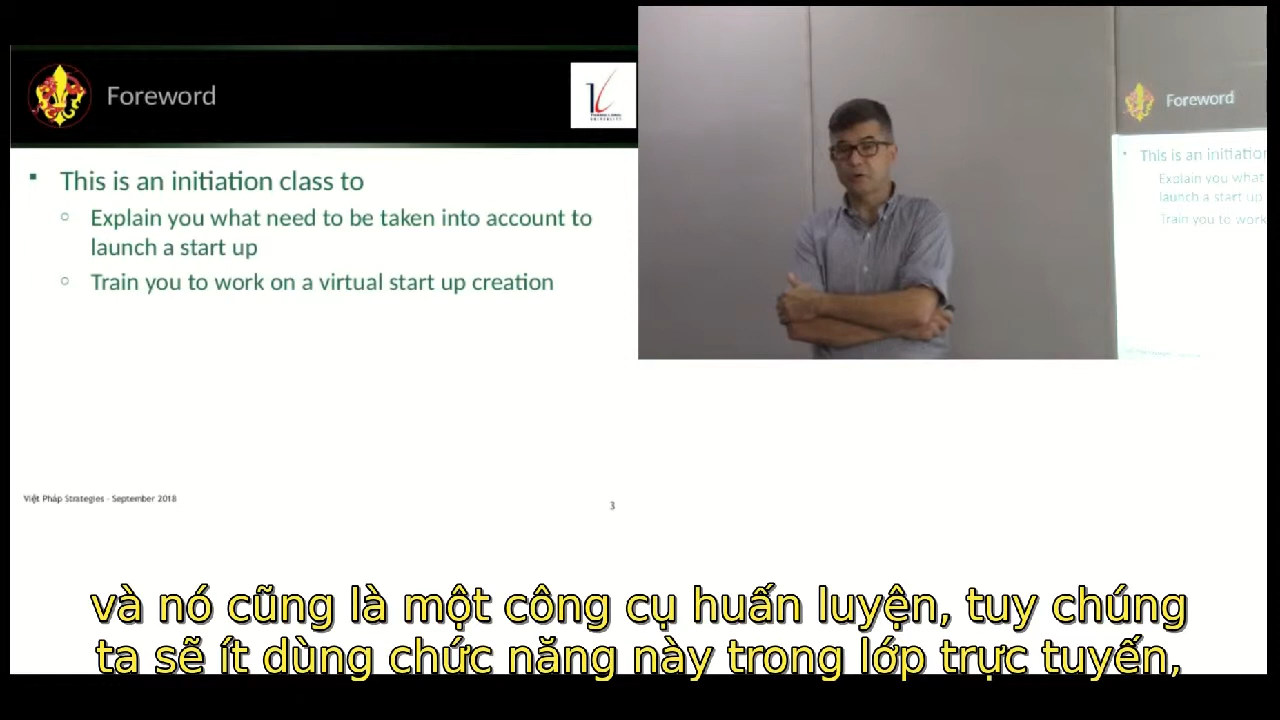 Foreword
THANG LONG
UNIVERSITY
This is an initiation class to
Explain you what need to be taken into account to
launch a start up
Train you to work on a virtual start up creation
Việt Pháp Strategies - September 2018
3
Foreword
This is an initiation
Explain you what
launch a start up
Train you to work
và nó cũng là một công cụ huấn luyện, tuy chúng
ta sẽ ít dùng chức năng này trong lớp trực tuyến,